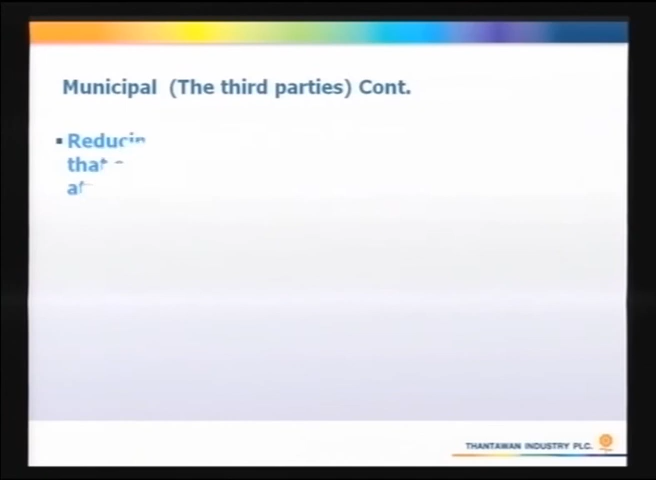 Municipal (The third parties) Cont.
▪ Reducin
that
THANTAWAN INDUSTRY PLC.